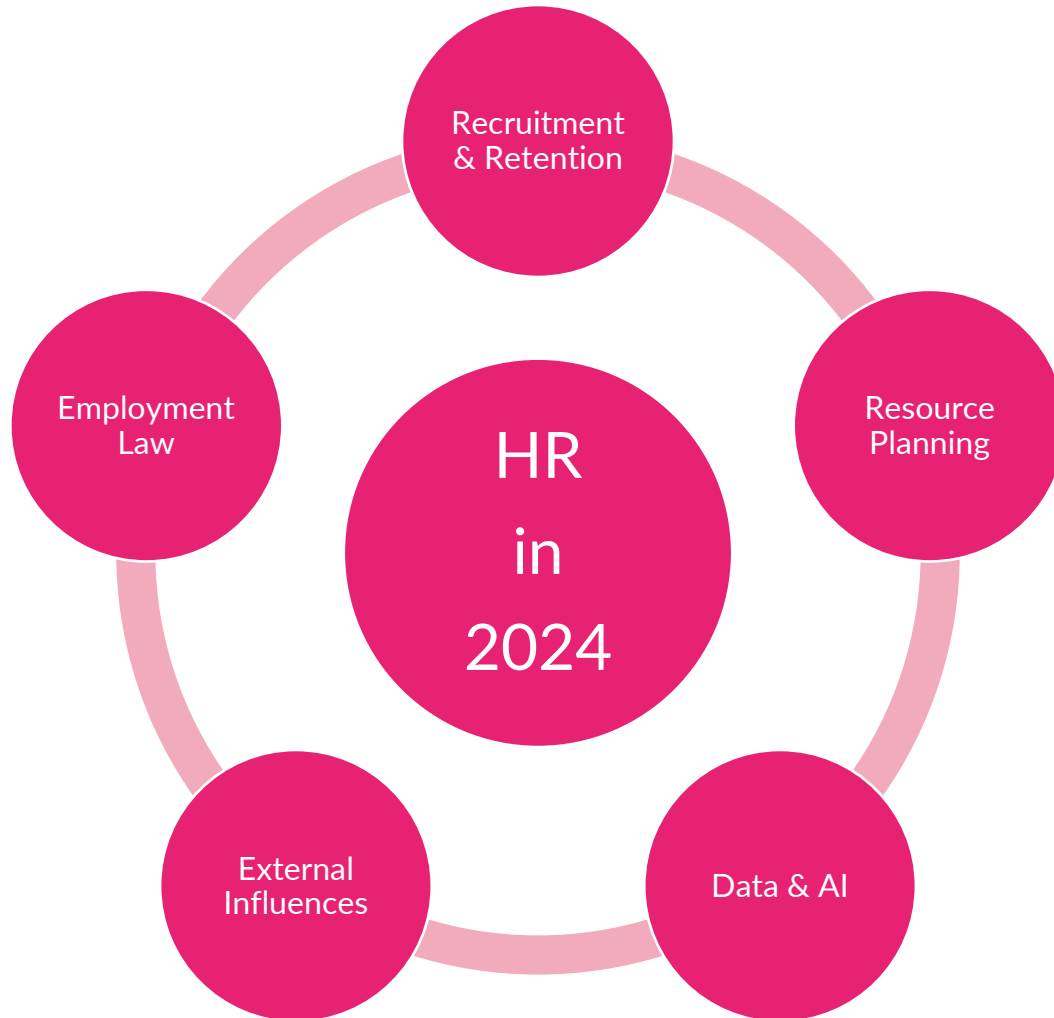 Recruitment
& Retention
Employment
Law
Resource
Planning
HR
in
2024
External
Influences
Data & AI